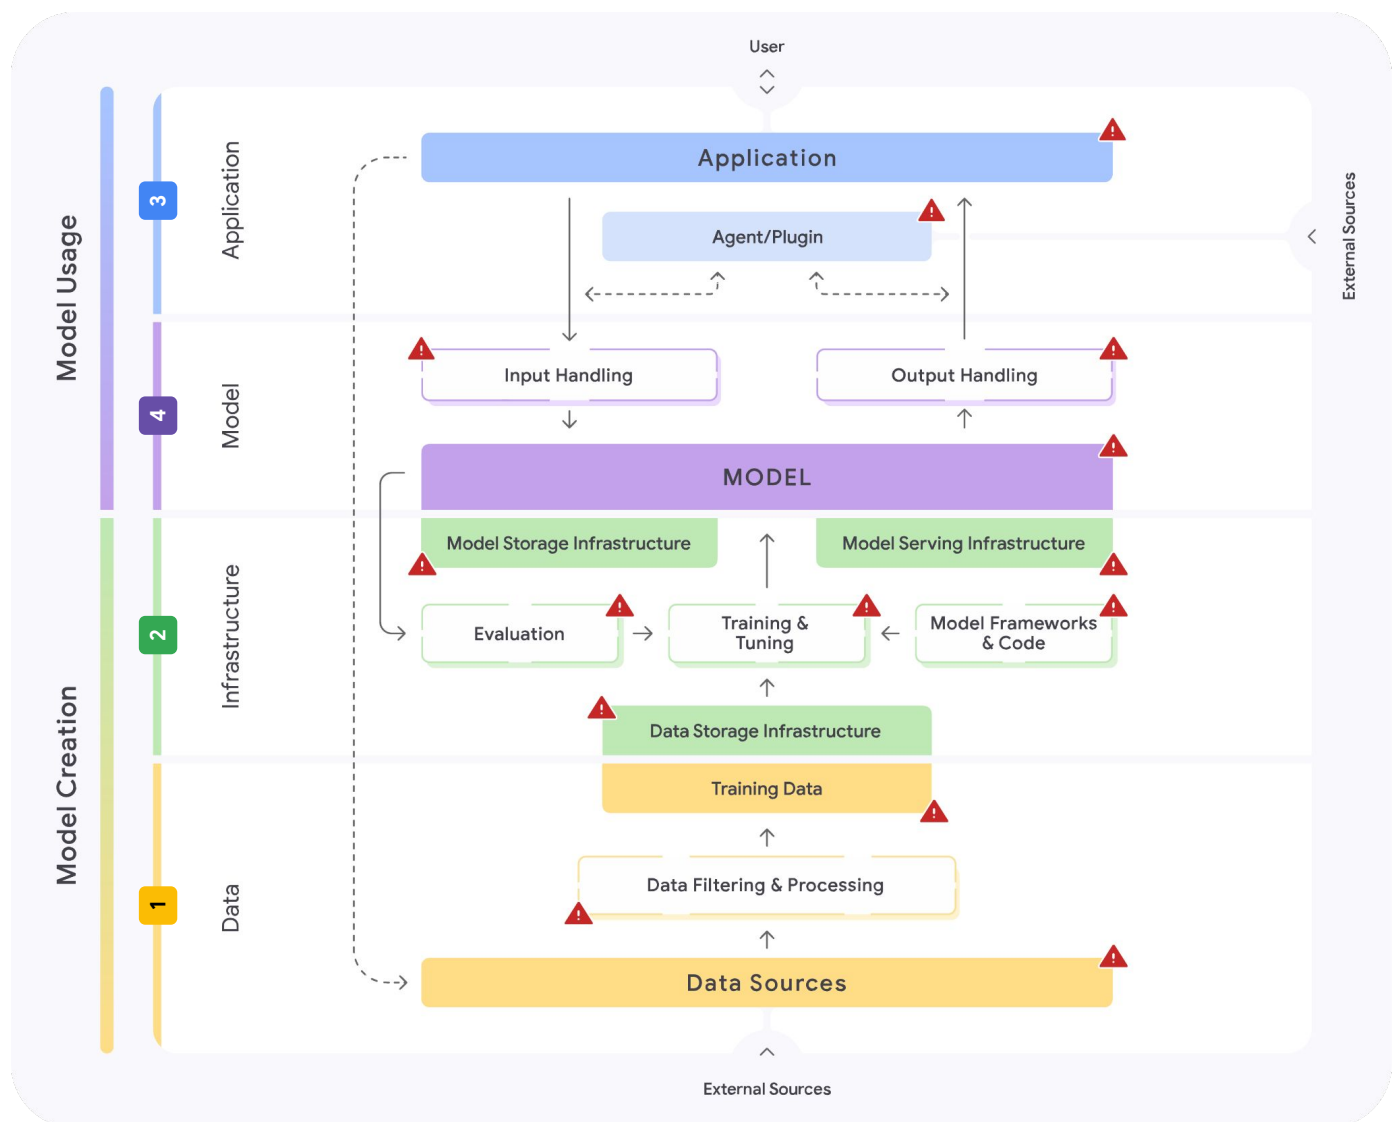 User
Application
Agent/Plugin
External Sources
Model Usage
3
Application
Input Handling
Output Handling
4
Model
MODEL
Model Storage Infrastructure
Model Serving Infrastructure
Model Creation
2
Infrastructure
Evaluation
Training &
Tuning
Model Frameworks
& Code
Data Storage Infrastructure
1
Data
Training Data
Data Filtering & Processing
Data Sources
External Sources